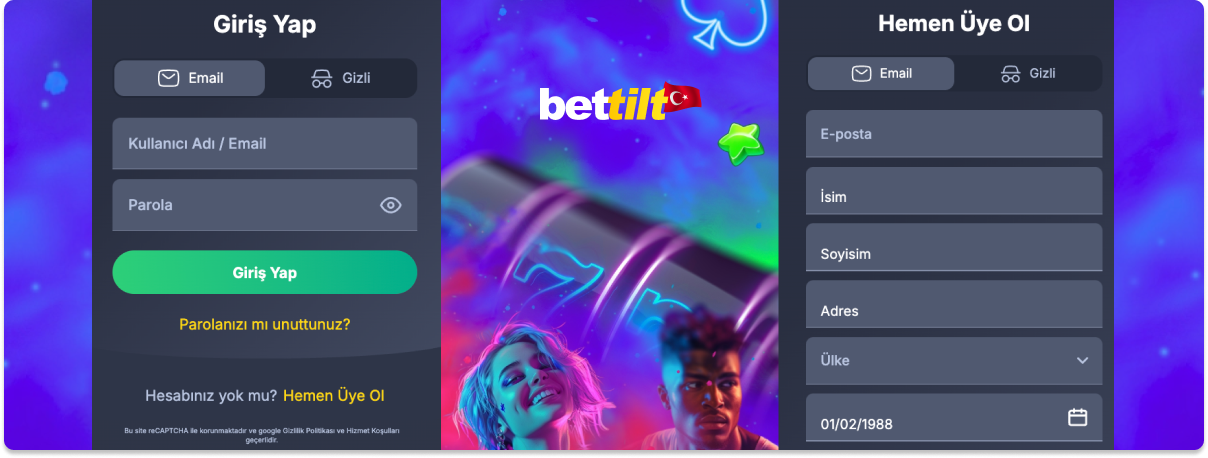 Giriş Yap
Email
Gizli
Kullanıcı Adı / Email
Parola
Giriş Yap
Parolanızı mı unuttunuz?
Hesabınız yok mu? Hemen Üye Ol
Bu site reCAPTCHA ile korunmaktadır ve google Gizlilik Politikası ve Hizmet Koşulları
geçerlidir.
bettilt
7
Hemen Üye Ol
Email
Gizli
E-posta
İsim
Soyisim
Adres
Ülke
01/02/1988